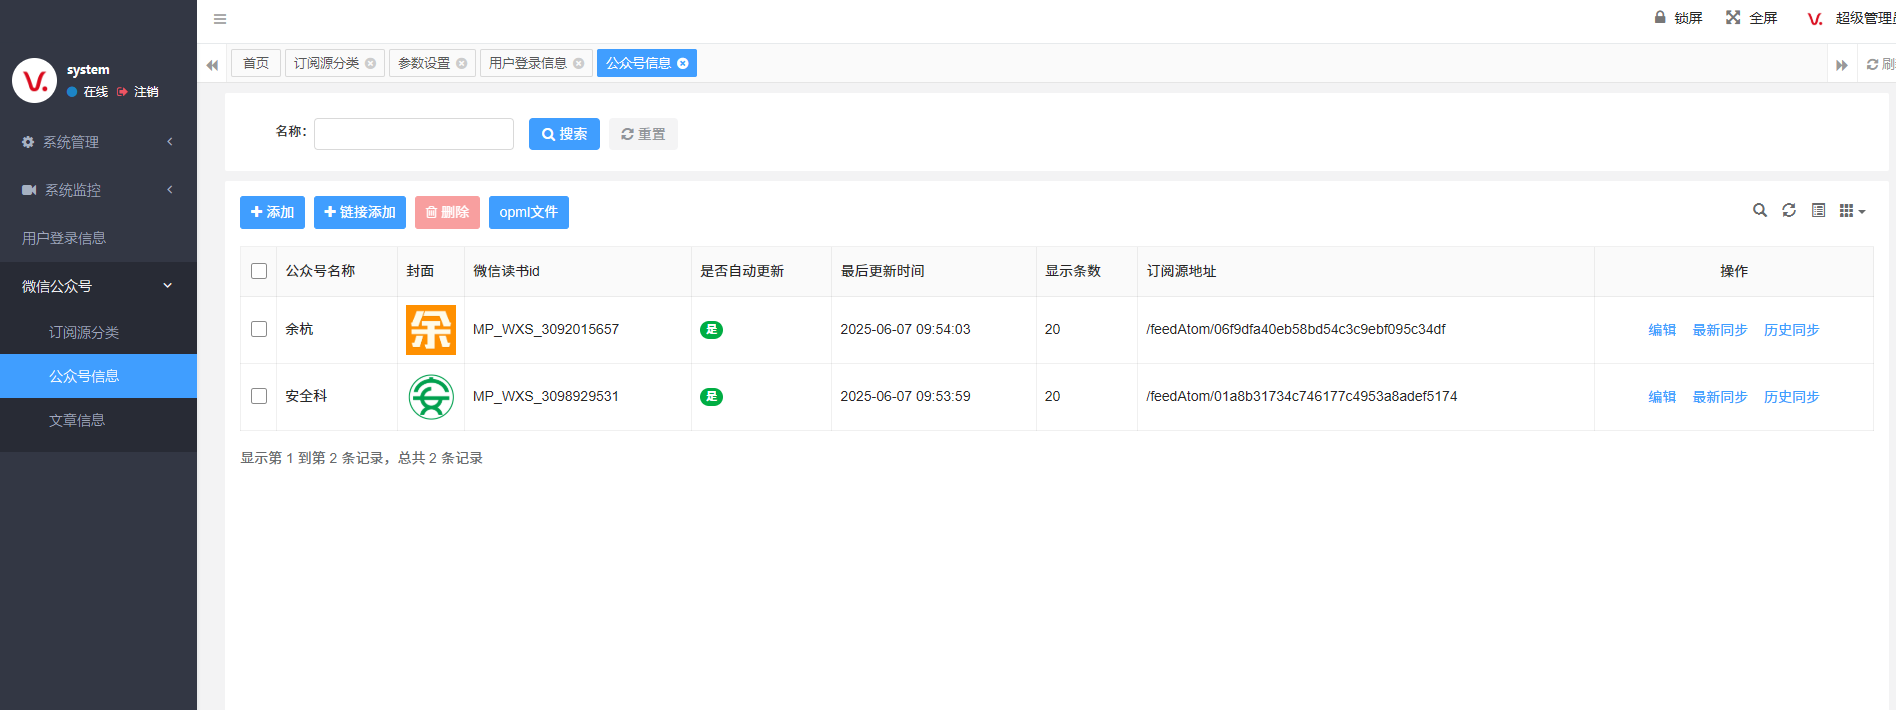 锁屏 全屏 V. 超级管理员
首页 订阅源分类 参数设置 用户登录信息 公众号信息
V.
system
在线 注销
系统管理
系统监控
用户登录信息
微信公众号
订阅源分类
公众号信息
文章信息
名称： 搜索 重置
添加 链接添加 删除 opml文件
公众号名称 封面 微信读书id 是否自动更新 最后更新时间 显示条数 订阅源地址 操作
余杭 余 MP_WXS_3092015657 是 2025-06-07 09:54:03 20 /feedAtom/06f9dfa40eb58bd54c3c9ebf095c34df 编辑 最新同步 历史同步
安全科 MP_WXS_3098929531 是 2025-06-07 09:53:59 20 /feedAtom/01a8b31734c746177c4953a8adef5174 编辑 最新同步 历史同步
显示第 1 到第 2 条记录，总共 2 条记录